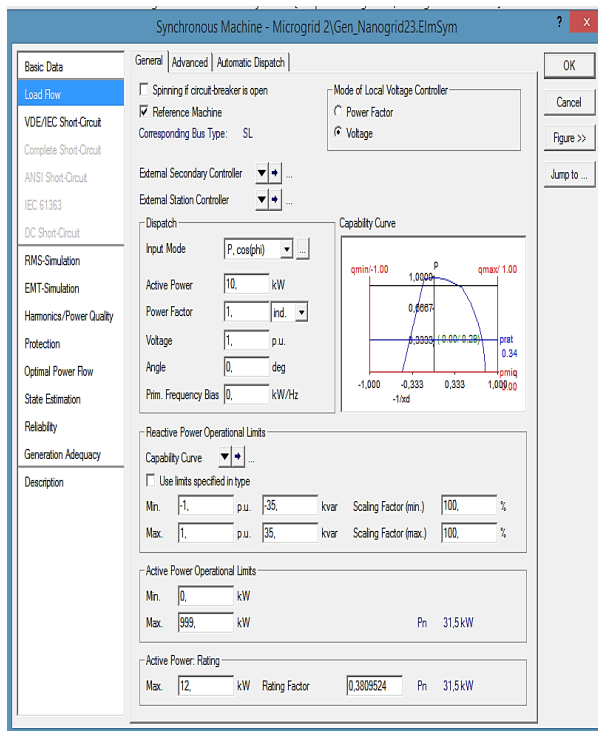 Synchronous Machine - Microgrid 2\Gen_Nanogrid23.ElmSym
? x
Basic Data
Load Flow
VDE/IEC Short-Circuit
Complete Short-Circuit
ANSI Short-Circuit
IEC 61363
DC Short-Circuit
RMS-Simulation
EMT-Simulation
Harmonics/Power Quality
Protection
Optimal Power Flow
State Estimation
Reliability
Generation Adequacy
Description
General Advanced Automatic Dispatch
Spinning if circuit-breaker is open
Reference Machine
Corresponding Bus Type: SL
Mode of Local Voltage Controller
Power Factor
Voltage
External Secondary Controller ...
External Station Controller ...
Dispatch
Input Mode P, cos(phi) ...
Active Power 10, kW
Power Factor 1, ind.
Voltage 1, p.u.
Angle 0, deg
Prim. Frequency Bias 0, kW/Hz
Capability Curve
p
qmin/-1.00 qmax/ 1.00
1,0000
0,6667
0,3333 ( 0.00/ 0.29) prat
0.34
pmin
0.00
-1,000 -0,333 0,333 1,000
-1/xd
Reactive Power Operational Limits
Capability Curve ...
Use limits specified in type
Min. -1, p.u. -35, kvar Scaling Factor (min.) 100, %
Max. 1, p.u. 35, kvar Scaling Factor (max.) 100, %
Active Power Operational Limits
Min. 0, kW
Max. 999, kW Pn 31,5 kW
Active Power: Rating
Max. 12, kW Rating Factor 0,3809524 Pn 31,5 kW
OK
Cancel
Figure >>
Jump to ...